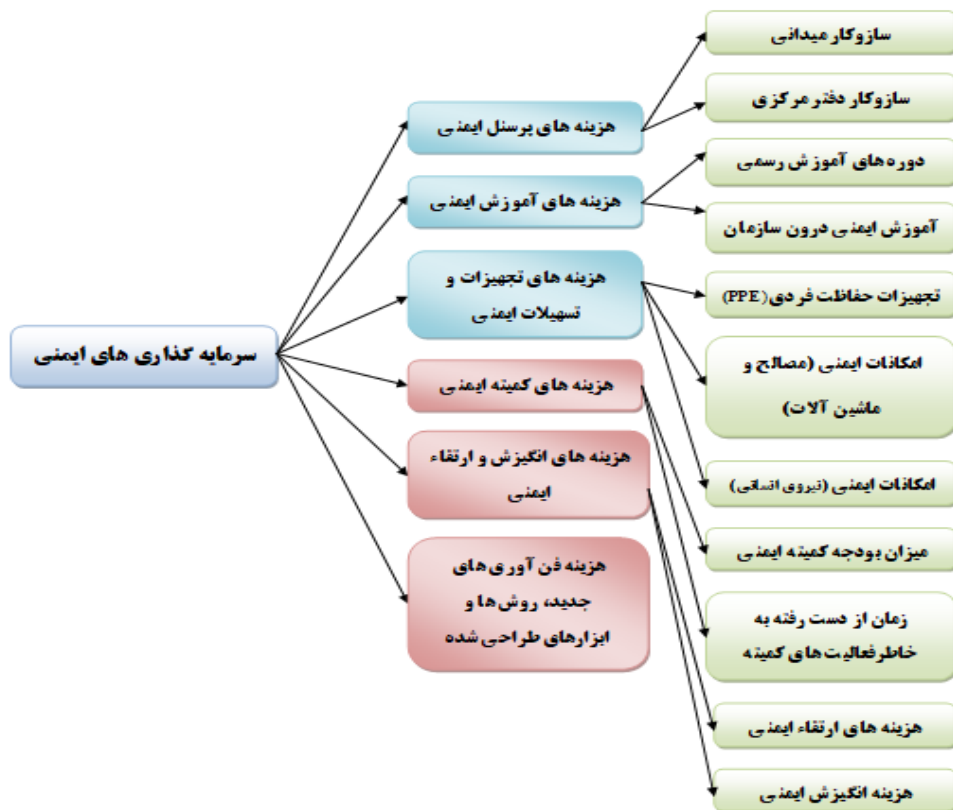 سرمایه گذاری های ایمنی
هزینه های پرسنل ایمنی
هزینه های آموزش ایمنی
هزینه های تجهیزات و
تسهیلات ایمنی
هزینه های کمیته ایمنی
هزینه های انگیزش و ارتقاء
ایمنی
هزینه فن آوری‌های
جدید، روش‌ها و
ابزارهای طراحی شده
سازوکار میدانی
سازوکار دفتر مرکزی
دوره‌های آموزش رسمی
آموزش ایمنی درون سازمان
تجهیزات حفاظت فردی(PPE)
امکانات ایمنی (مصالح و
ماشین آلات)
امکانات ایمنی (نیروی انسانی)
میزان بودجه کمیته ایمنی
زمان از دست رفته به
خاطرفعالیت‌های کمیته
هزینه های ارتقاء ایمنی
هزینه انگیزش ایمنی